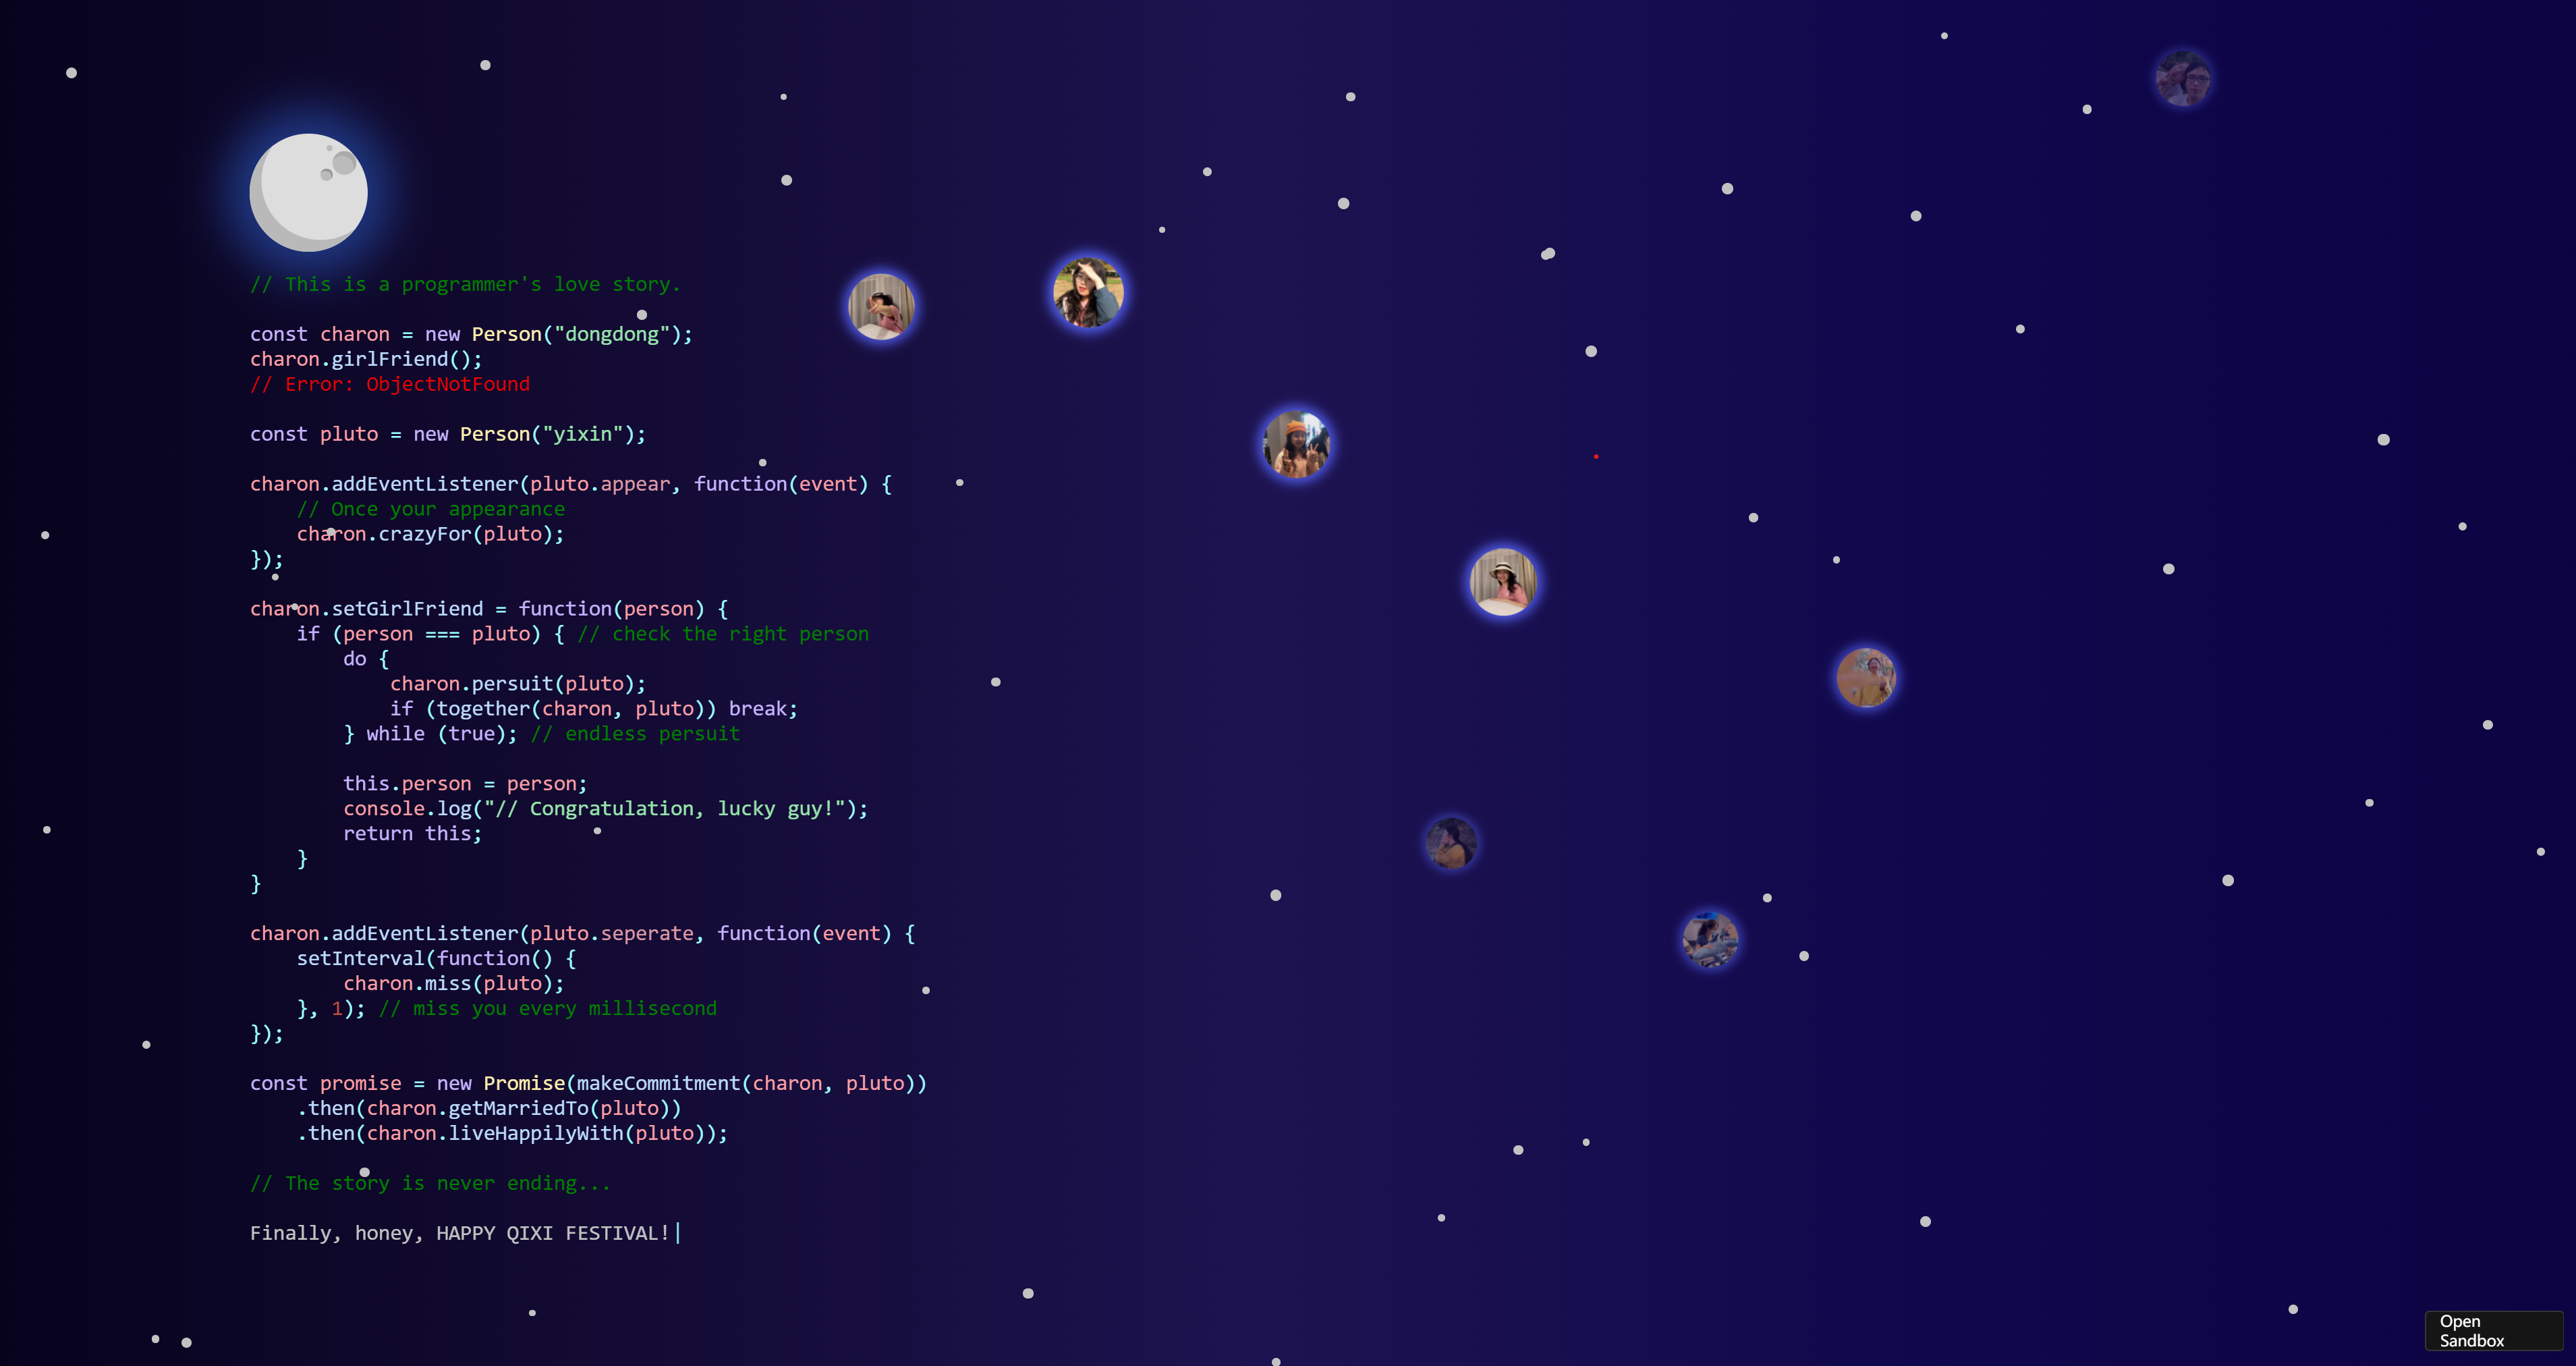 // This is a programmer's love story.
const charon = new Person("dongdong");
charon.girlFriend();
// Error: ObjectNotFound
const pluto = new Person("yixin");
charon.addEventListener(pluto.appear, function(event) {
    // Once your appearance
    charon.crazyFor(pluto);
});
charon.setGirlFriend = function(person) {
    if (person === pluto) { // check the right person
        do {
            charon.persuit(pluto);
            if (together(charon, pluto)) break;
        } while (true); // endless persuit
        this.person = person;
        console.log("// Congratulation, lucky guy!");
        return this;
    }
}
charon.addEventListener(pluto.seperate, function(event) {
    setInterval(function() {
        charon.miss(pluto);
    }, 1); // miss you every millisecond
});
const promise = new Promise(makeCommitment(charon, pluto))
    .then(charon.getMarriedTo(pluto))
    .then(charon.liveHappilyWith(pluto));
// The story is never ending...
Finally, honey, HAPPY QIXI FESTIVAL!|
Open
Sandbox